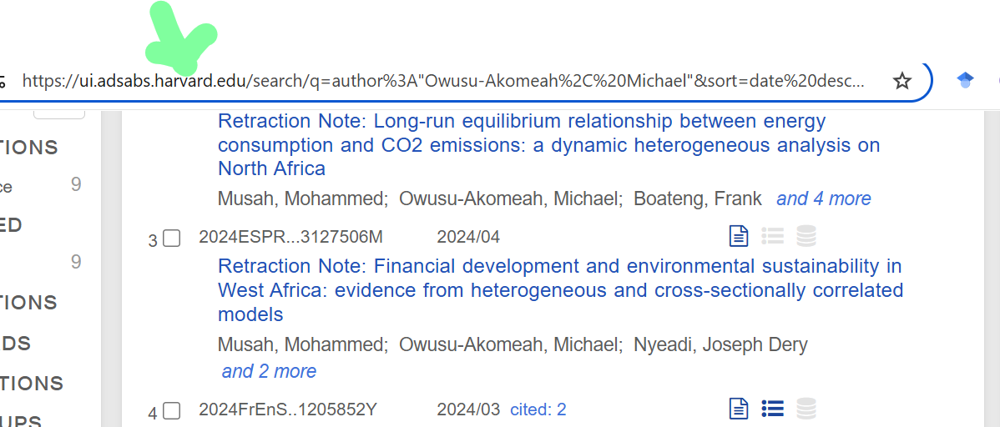 https://ui.adsabs.harvard.edu/search/q=author%3A"Owusu-Akomeah%2C%20Michael"&sort=date%20desc...
Retraction Note: Long-run equilibrium relationship between energy
TIONS
consumption and CO2 emissions: a dynamic heterogeneous analysis on
North Africa
ce 9
Musah, Mohammed; Owusu-Akomeah, Michael; Boateng, Frank and 4 more
ED
3 2024ESPR...3127506M 2024/04
9
Retraction Note: Financial development and environmental sustainability in
West Africa: evidence from heterogeneous and cross-sectionally correlated
TIONS
models
DS
Musah, Mohammed; Owusu-Akomeah, Michael; Nyeadi, Joseph Dery
and 2 more
TIONS
4 2024FrEnS..1205852Y 2024/03 cited: 2
UPS